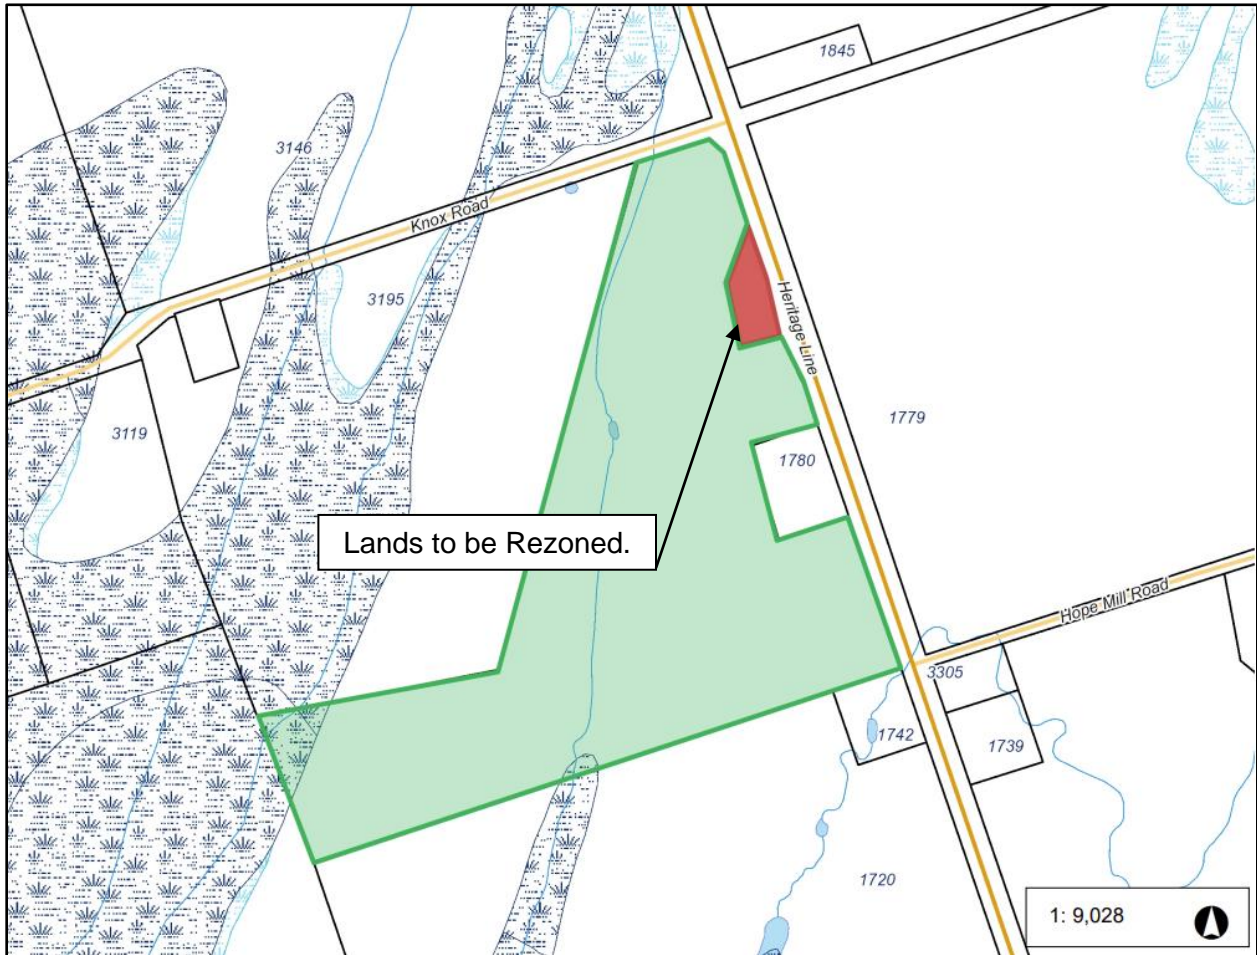 1845
3146
Knox Road
3195
Heritage Line
3119
1779
1780
Lands to be Rezoned.
Hope Mill Road
3305
1742
1739
1720
1: 9,028